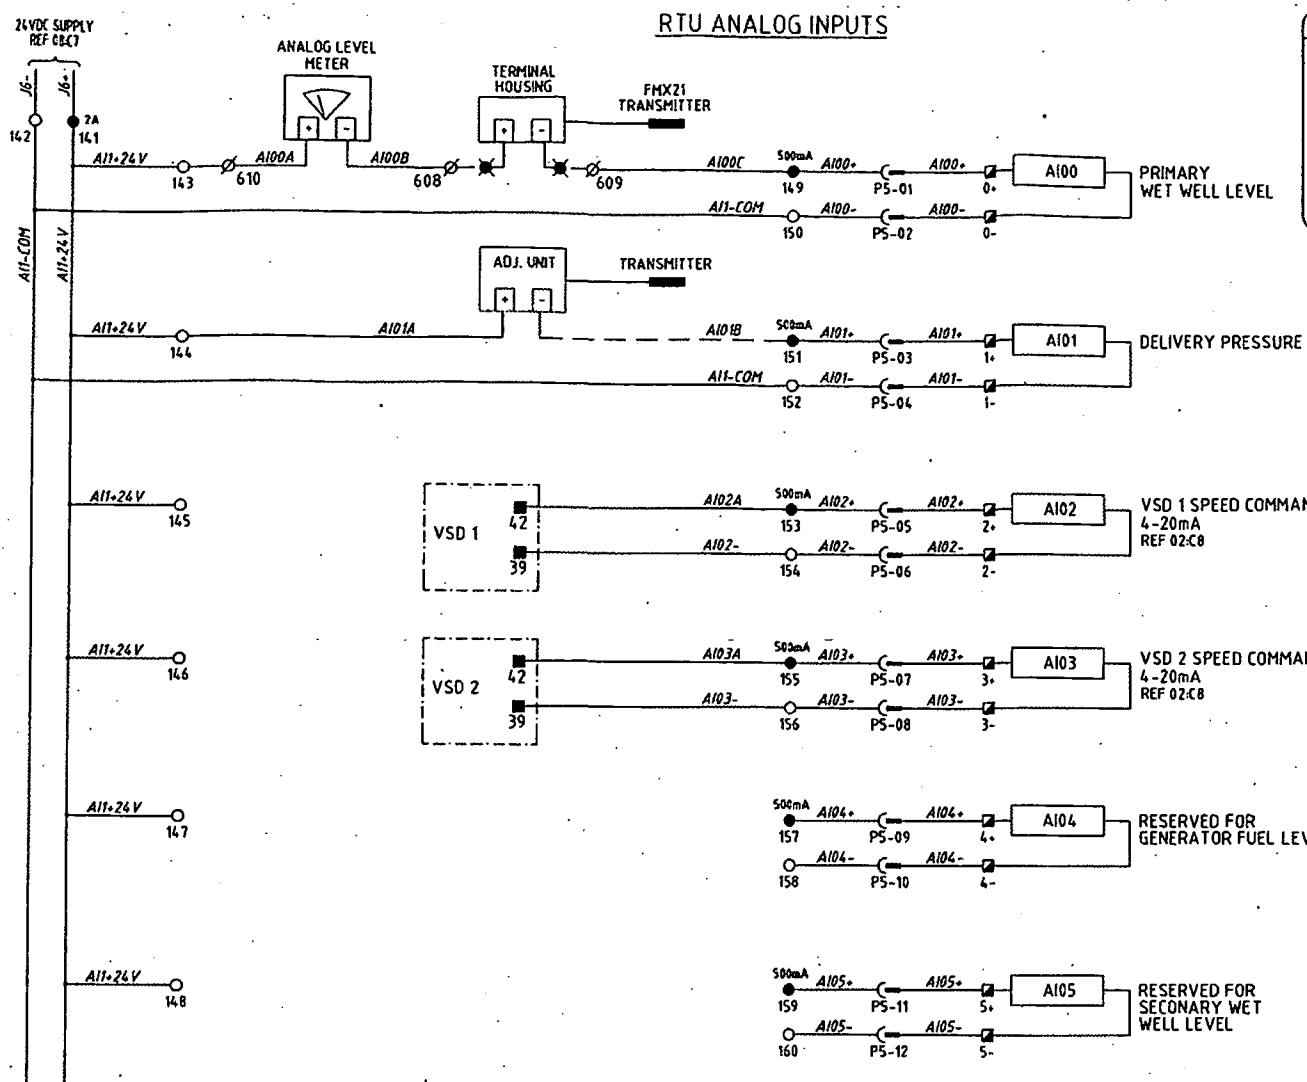 RTU ANALOG INPUTS
24VDC SUPPLY
REF 08:C7
J6-
J6+
142
2A
141
ANALOG LEVEL
METER
+ -
TERMINAL
HOUSING
+ -
FMX21
TRANSMITTER
AI1+24V
143
610
AI00A
AI00B
608
609
AI00C
500mA
149
AI00+
P5-01
AI00+
0+
AI00
PRIMARY
WET WELL LEVEL
AI1-COM
150
AI00-
P5-02
AI00-
0-
AI1-COM
AI1+24V
ADJ. UNIT
+ -
TRANSMITTER
AI1+24V
144
AI01A
AI01B
500mA
151
AI01+
P5-03
AI01+
1+
AI01
DELIVERY PRESSURE
AI1-COM
152
AI01-
P5-04
AI01-
1-
AI1+24V
145
VSD 1
42
39
AI02A
500mA
153
AI02+
P5-05
AI02+
2+
AI02
VSD 1 SPEED COMMAN
4-20mA
REF 02:C8
AI02-
154
AI02-
P5-06
AI02-
2-
AI1+24V
146
VSD 2
42
39
AI03A
500mA
155
AI03+
P5-07
AI03+
3+
AI03
VSD 2 SPEED COMMAN
4-20mA
REF 02:C8
AI03-
156
AI03-
P5-08
AI03-
3-
AI1+24V
147
500mA
157
AI04+
P5-09
AI04+
4+
AI04
RESERVED FOR
GENERATOR FUEL LEV
158
AI04-
P5-10
AI04-
4-
AI1+24V
148
500mA
159
AI05+
P5-11
AI05+
5+
AI05
RESERVED FOR
SECONARY WET
WELL LEVEL
160
AI05-
P5-12
AI05-
5-